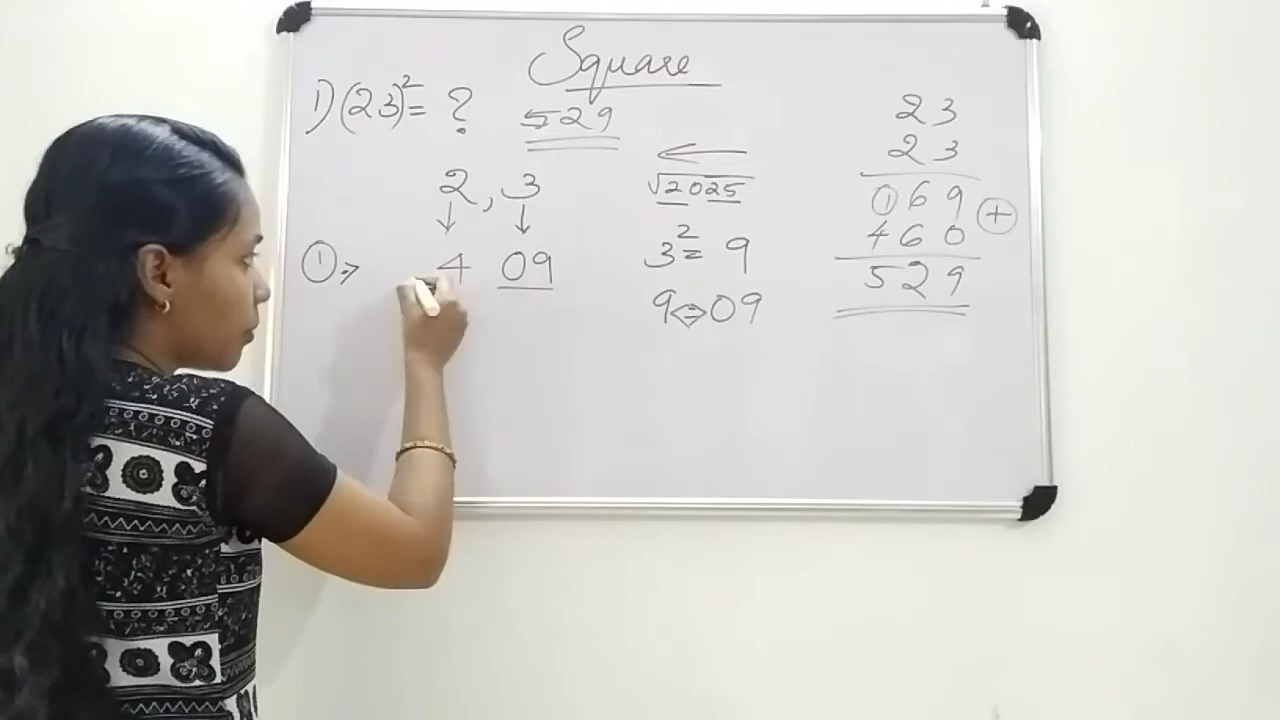 Square
1) (23)² = ? 529
2, 3
↓ ↓
① ⇒ 4 09
←
√2025
3² = 9
9 ⇔ 09
23
23
①69
460 ⊕
529